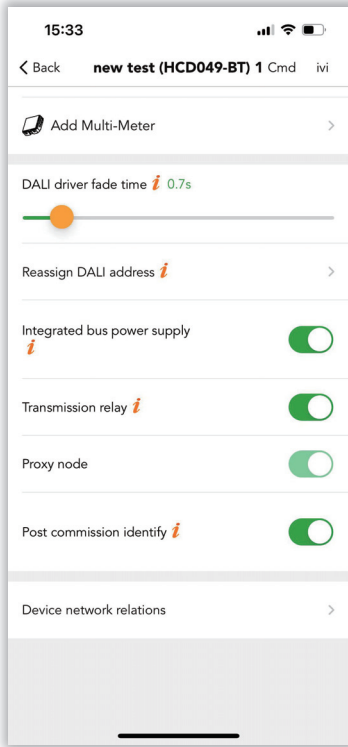 15:33
Back new test (HCD049-BT) 1 Cmd ivi
Add Multi-Meter
DALI driver fade time i 0.7s
Reassign DALI address i
Integrated bus power supply
i
Transmission relay i
Proxy node
Post commission identify i
Device network relations